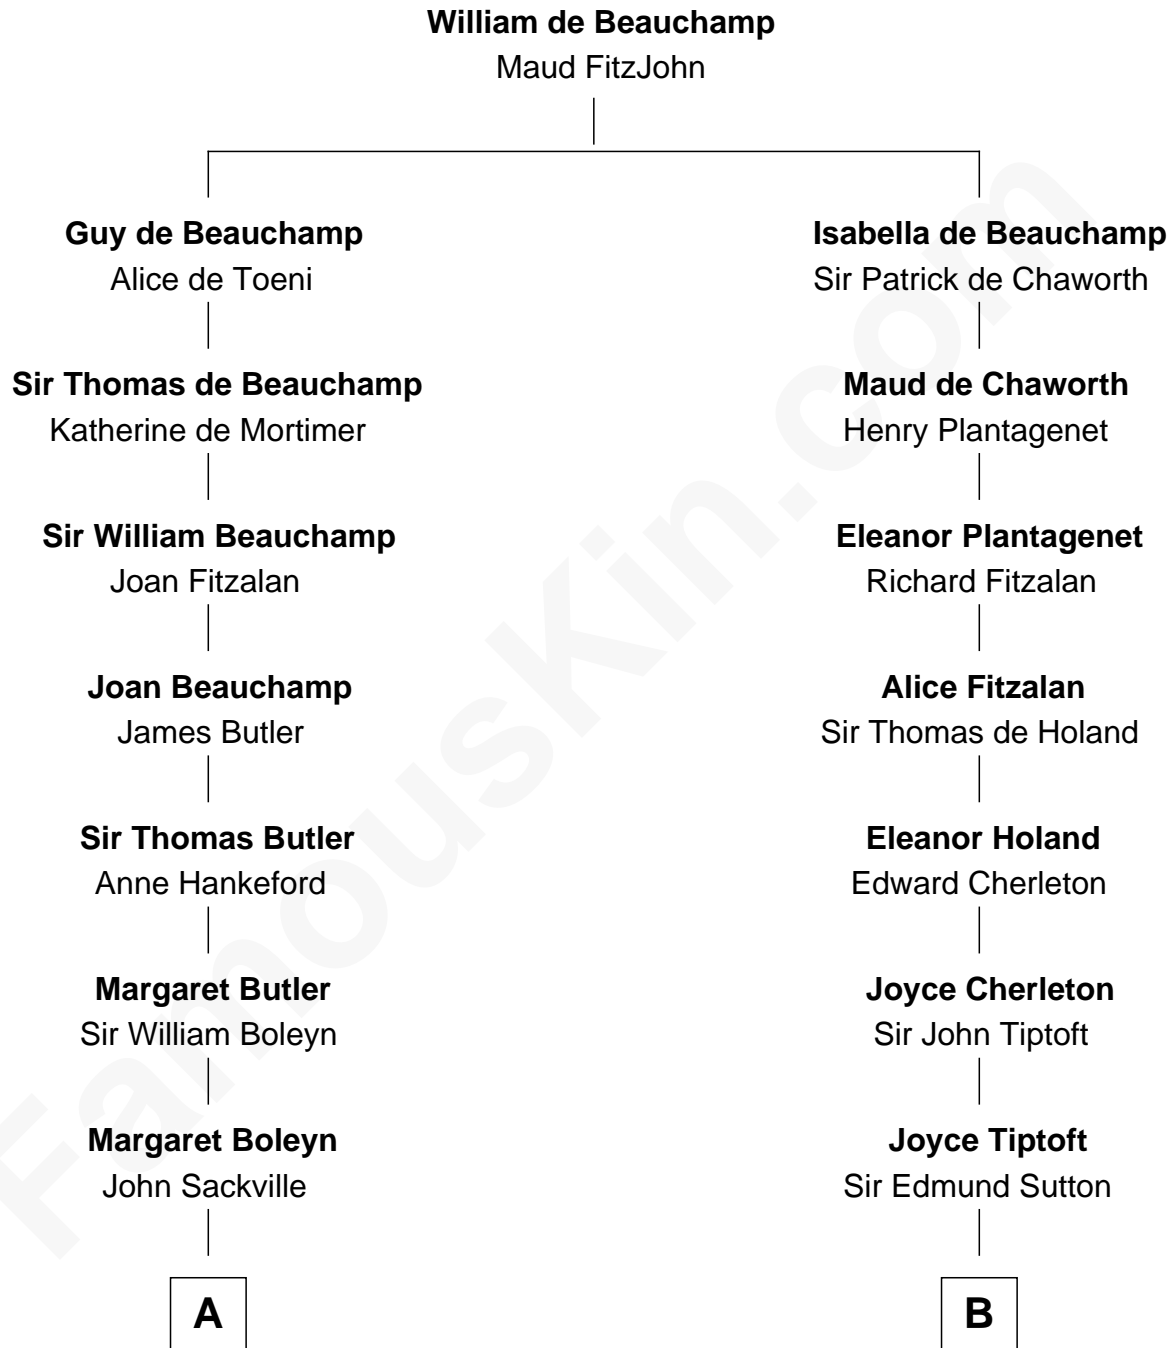 William de Beauchamp
Maud FitzJohn
Guy de Beauchamp
Alice de Toeni
Isabella de Beauchamp
Sir Patrick de Chaworth
Sir Thomas de Beauchamp
Katherine de Mortimer
Maud de Chaworth
Henry Plantagenet
Sir William Beauchamp
Joan Fitzalan
Eleanor Plantagenet
Richard Fitzalan
Joan Beauchamp
James Butler
Alice Fitzalan
Sir Thomas de Holand
Sir Thomas Butler
Anne Hankeford
Eleanor Holand
Edward Cherleton
Margaret Butler
Sir William Boleyn
Joyce Cherleton
Sir John Tiptoft
Margaret Boleyn
John Sackville
Joyce Tiptoft
Sir Edmund Sutton
A
B
FamousKin.com